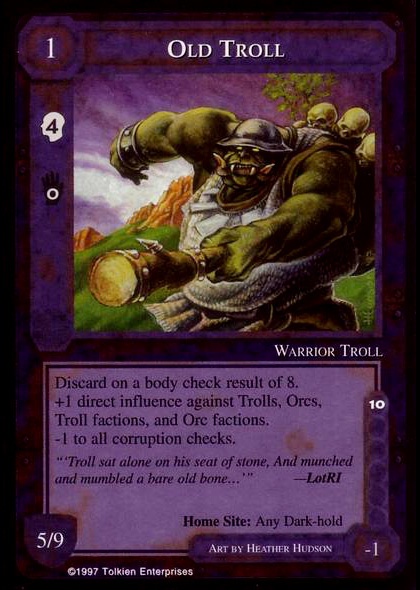 1
OLD TROLL
4
0
WARRIOR TROLL
Discard on a body check result of 8.
+1 direct influence against Trolls, Orcs,
Troll factions, and Orc factions.
-1 to all corruption checks.
10
“‘Troll sat alone on his seat of stone, And munched
and mumbled a bare old bone…’” —LotRI
Home Site: Any Dark-hold
5/9
ART BY HEATHER HUDSON
-1
©1997 Tolkien Enterprises